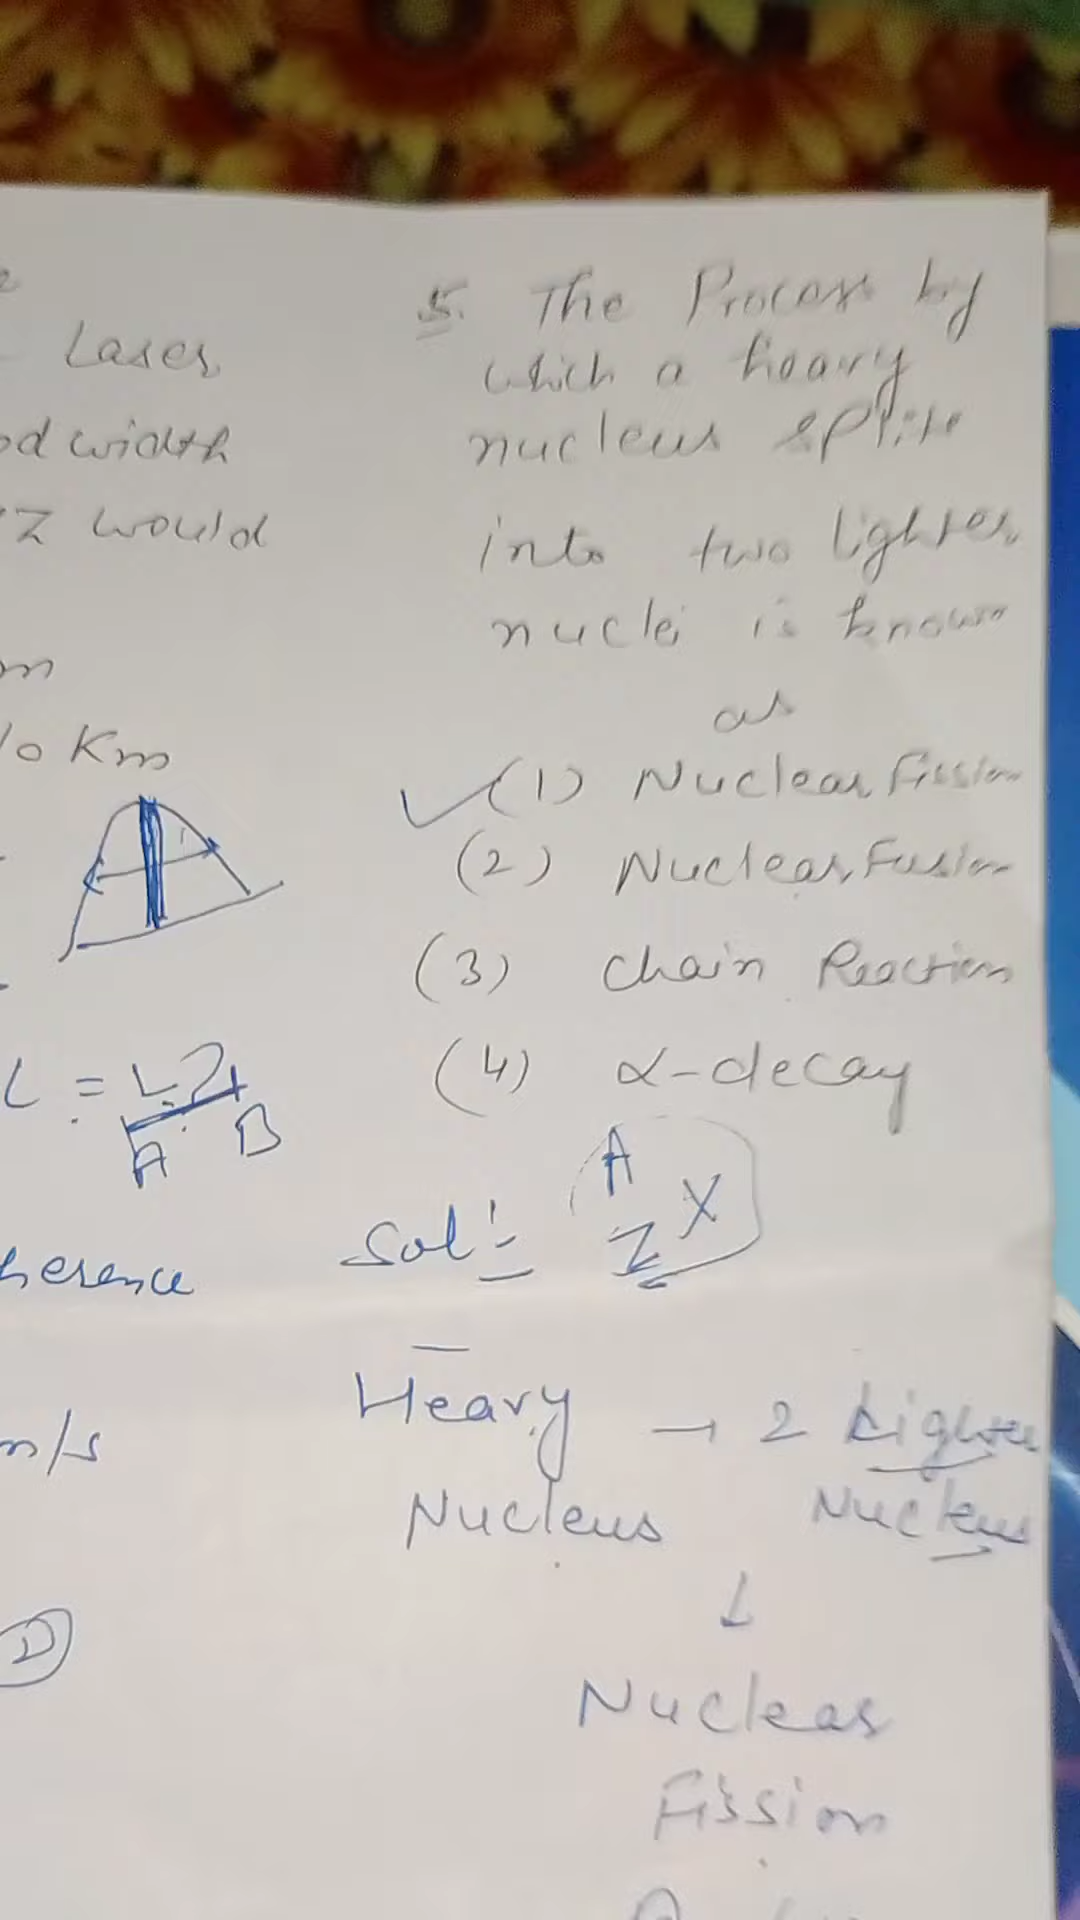 Laser
width
Z would
m
10 Km
L = L2
A B
herence
m/s
D
5. The Process by
which a heavy
nucleus splits
into two lighter
nuclei is known
as
(1) Nuclear Fission
(2) Nuclear Fusion
(3) Chain Reaction
(4) α-decay
Sol:- A
Z X
Heavy → 2 Lighter
Nucleus Nucleus
↓
Nuclear
Fission